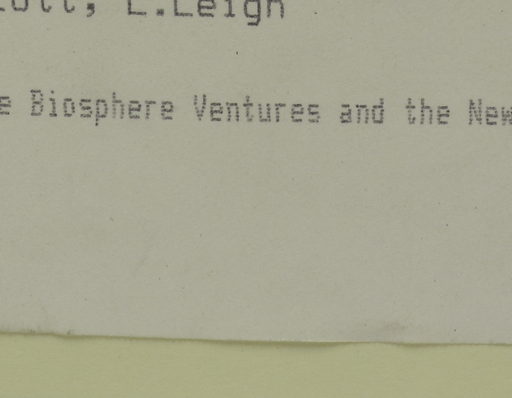 L.Leigh
e Biosphere Ventures and the New